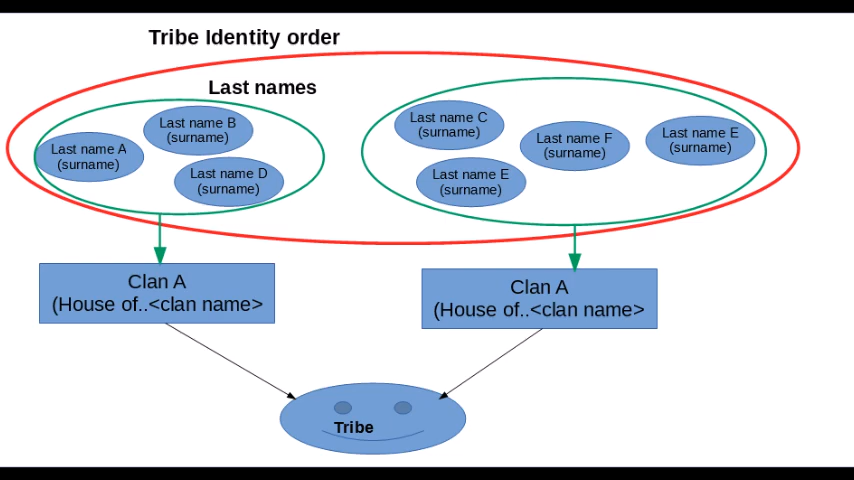 Tribe Identity order
Last names
Last name A
(surname)
Last name B
(surname)
Last name D
(surname)
Last name C
(surname)
Last name E
(surname)
Last name F
(surname)
Last name E
(surname)
Clan A
(House of..<clan name>
Clan A
(House of..<clan name>
Tribe